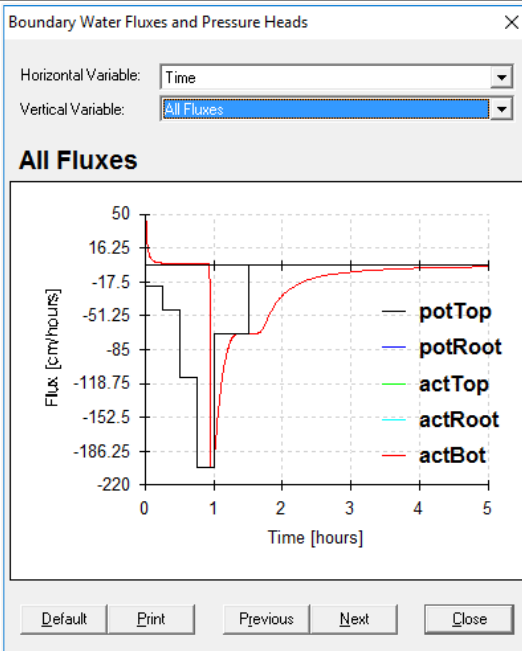 Boundary Water Fluxes and Pressure Heads
Horizontal Variable: Time
Vertical Variable: All Fluxes
All Fluxes
50
16.25
-17.5
-51.25
-85
-118.75
-152.5
-186.25
-220
Flux [cm/hours]
potTop
potRoot
actTop
actRoot
actBot
0 1 2 3 4 5
Time [hours]
Default Print Previous Next Close